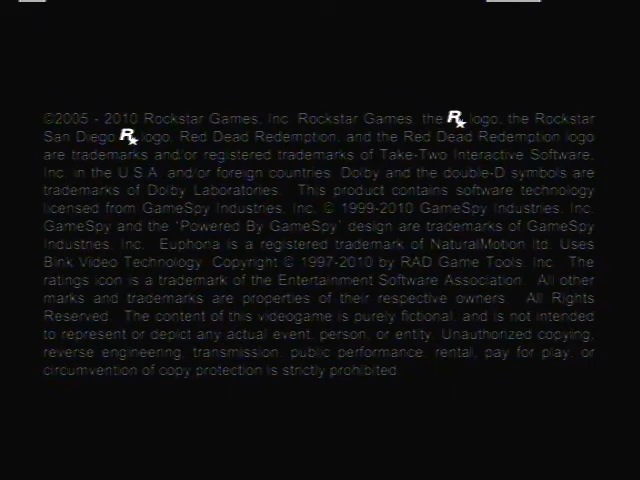 ©2005 - 2010 Rockstar Games, Inc. Rockstar Games, the R★ logo, the Rockstar
San Diego R★ logo, Red Dead Redemption, and the Red Dead Redemption logo
are trademarks and/or registered trademarks of Take-Two Interactive Software,
Inc. in the U.S.A. and/or foreign countries. Dolby and the double-D symbols are
trademarks of Dolby Laboratories. This product contains software technology
licensed from GameSpy Industries, Inc. © 1999-2010 GameSpy Industries, Inc.
GameSpy and the "Powered By GameSpy" design are trademarks of GameSpy
Industries, Inc. Euphoria is a registered trademark of NaturalMotion ltd. Uses
Bink Video Technology. Copyright © 1997-2010 by RAD Game Tools, Inc. The
ratings icon is a trademark of the Entertainment Software Association. All other
marks and trademarks are properties of their respective owners. All Rights
Reserved. The content of this videogame is purely fictional, and is not intended
to represent or depict any actual event, person, or entity. Unauthorized copying,
reverse engineering, transmission, public performance, rental, pay for play, or
circumvention of copy protection is strictly prohibited.